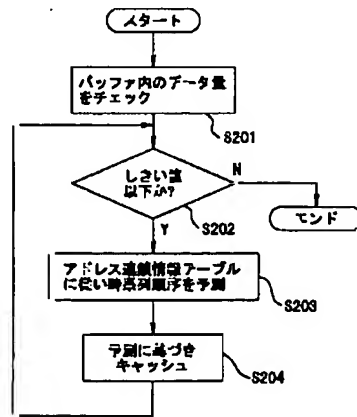 スタート
バッファ内のデータ量
をチェック
S201
しきい値
以下か?
N
S202
エンド
Y
アドレス連鎖情報テーブル
に従い時点列順序を予測
S203
予測に基づき
キャッシュ
S204